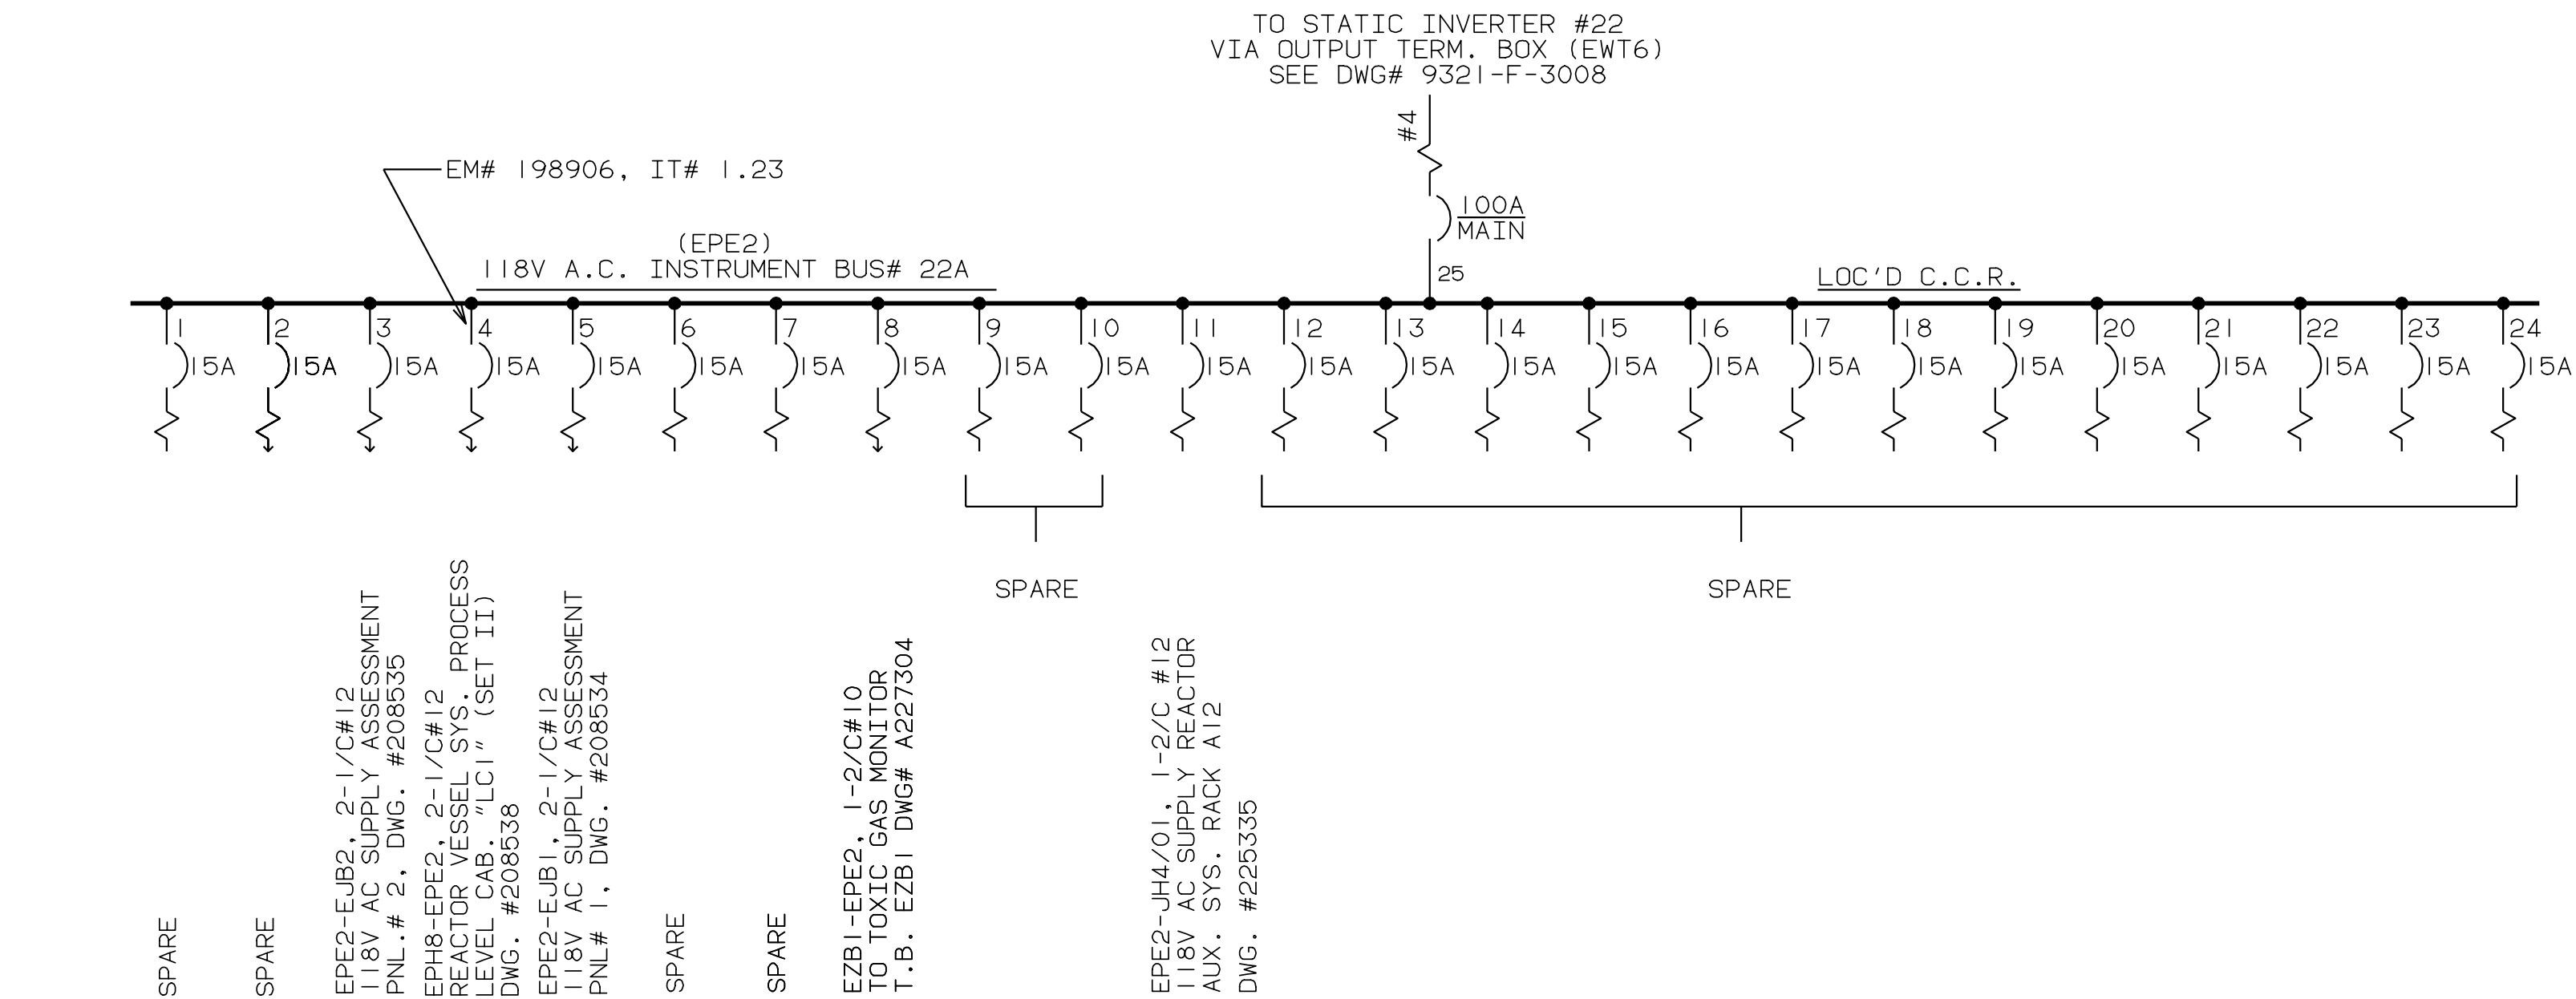 TO STATIC INVERTER #22
VIA OUTPUT TERM. BOX (EWT6)
SEE DWG# 9321-F-3008
#4
EM# 198906, IT# 1.23
100A
MAIN
(EPE2)
118V A.C. INSTRUMENT BUS# 22A
25
LOC'D C.C.R.
1 2 3 4 5 6 7 8 9 10 11 12 13 14 15 16 17 18 19 20 21 22 23 24
15A 15A 15A 15A 15A 15A 15A 15A 15A 15A 15A 15A 15A 15A 15A 15A 15A 15A 15A 15A 15A 15A 15A 15A
SPARE
SPARE
SPARE
SPARE
EPE2-EJB2, 2-1/C#12
118V AC SUPPLY ASSESSMENT
PNL.# 2, DWG. #208535
EPH8-EPE2, 2-1/C#12
REACTOR VESSEL SYS. PROCESS
LEVEL CAB. "LC1" (SET II)
DWG. #208538
EPE2-EJB1, 2-1/C#12
118V AC SUPPLY ASSESSMENT
PNL# 1, DWG. #208534
SPARE
SPARE
EZB1-EPE2, 1-2/C#10
TO TOXIC GAS MONITOR
T.B. EZB1 DWG# A227304
EPE2-JH4/01, 1-2/C #12
118V AC SUPPLY REACTOR
AUX. SYS. RACK A12
DWG. #225335